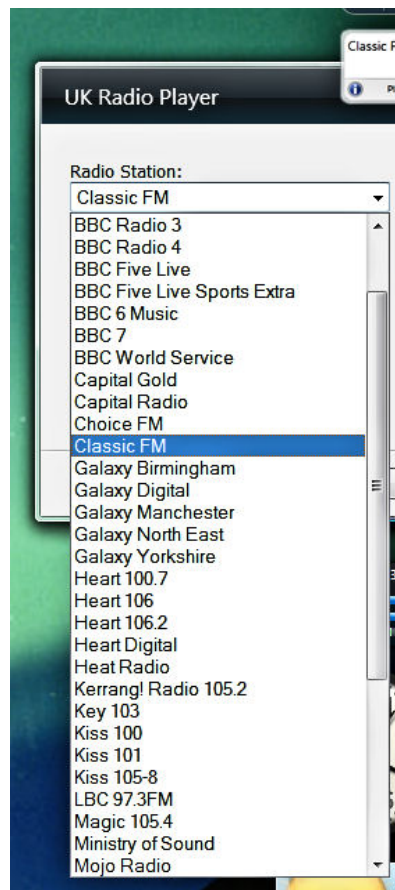 Classic F
UK Radio Player
Radio Station:
Classic FM
BBC Radio 3
BBC Radio 4
BBC Five Live
BBC Five Live Sports Extra
BBC 6 Music
BBC 7
BBC World Service
Capital Gold
Capital Radio
Choice FM
Classic FM
Galaxy Birmingham
Galaxy Digital
Galaxy Manchester
Galaxy North East
Galaxy Yorkshire
Heart 100.7
Heart 106
Heart 106.2
Heart Digital
Heat Radio
Kerrang! Radio 105.2
Key 103
Kiss 100
Kiss 101
Kiss 105-8
LBC 97.3FM
Magic 105.4
Ministry of Sound
Mojo Radio